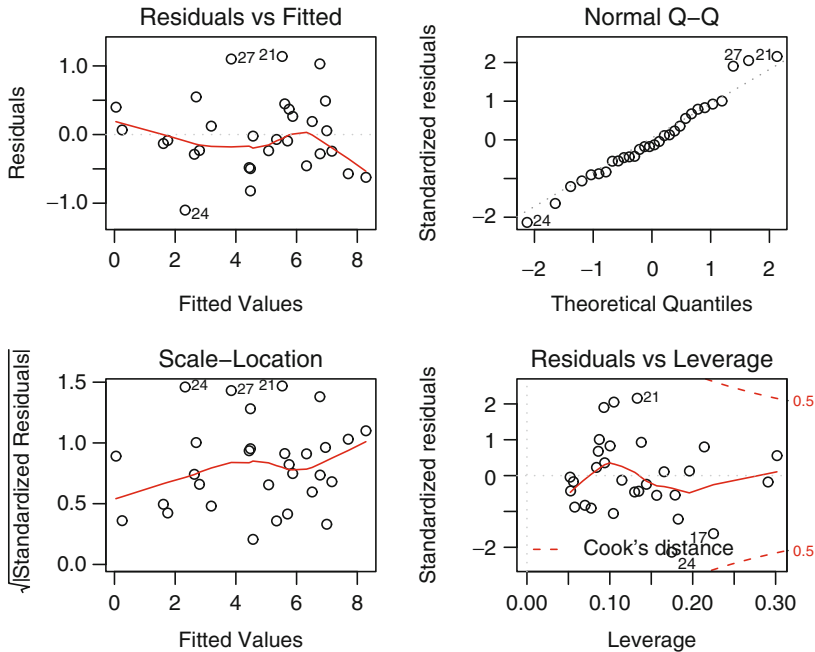 Residuals vs Fitted
Residuals
1.0
0.0
−1.0
27
21
24
0 2 4 6 8
Fitted Values
Normal Q−Q
Standardized residuals
2
1
0
−2
27
21
24
−2 −1 0 1 2
Theoretical Quantiles
Scale−Location
√|Standardized Residuals|
1.5
1.0
0.5
0.0
24
27
21
0 2 4 6 8
Fitted Values
Residuals vs Leverage
Standardized residuals
2
1
0
−2
21
0.5
17
Cook's distance
0.5
24
0.00 0.10 0.20 0.30
Leverage